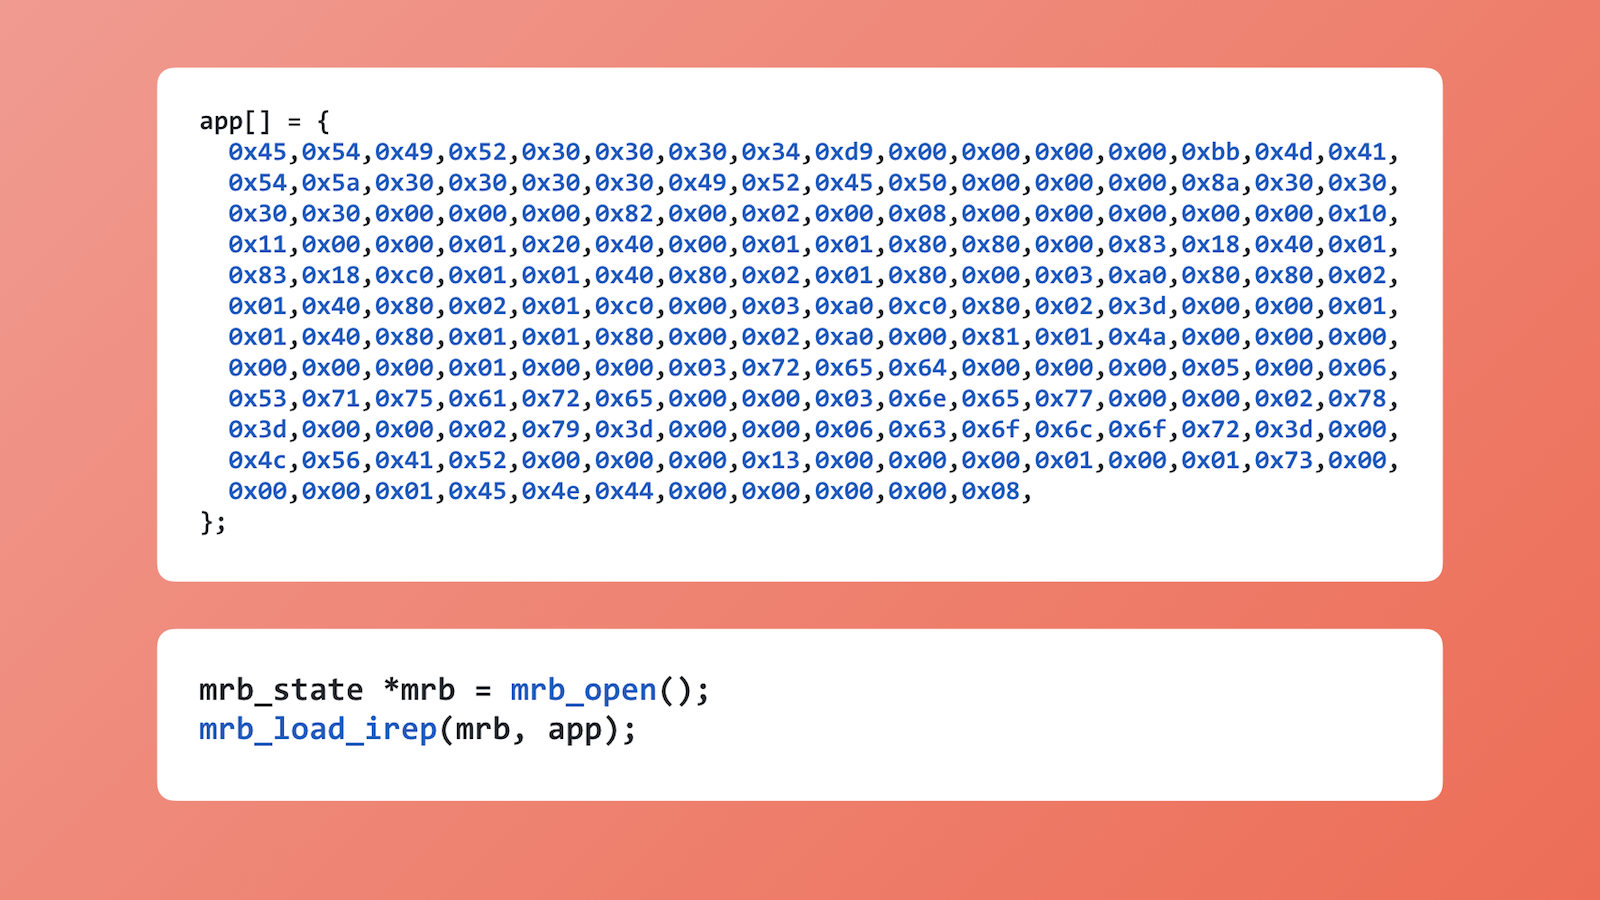 app[] = {
0x45,0x54,0x49,0x52,0x30,0x30,0x30,0x34,0xd9,0x00,0x00,0x00,0x00,0xbb,0x4d,0x41,
0x54,0x5a,0x30,0x30,0x30,0x30,0x49,0x52,0x45,0x50,0x00,0x00,0x00,0x8a,0x30,0x30,
0x30,0x30,0x00,0x00,0x00,0x82,0x00,0x02,0x00,0x08,0x00,0x00,0x00,0x00,0x00,0x10,
0x11,0x00,0x00,0x01,0x20,0x40,0x00,0x01,0x01,0x80,0x80,0x00,0x83,0x18,0x40,0x01,
0x83,0x18,0xc0,0x01,0x01,0x40,0x80,0x02,0x01,0x80,0x00,0x03,0xa0,0x80,0x80,0x02,
0x01,0x40,0x80,0x02,0x01,0xc0,0x00,0x03,0xa0,0xc0,0x80,0x02,0x3d,0x00,0x00,0x01,
0x01,0x40,0x80,0x01,0x01,0x80,0x00,0x02,0xa0,0x00,0x81,0x01,0x4a,0x00,0x00,0x00,
0x00,0x00,0x00,0x01,0x00,0x00,0x03,0x72,0x65,0x64,0x00,0x00,0x00,0x05,0x00,0x06,
0x53,0x71,0x75,0x61,0x72,0x65,0x00,0x00,0x03,0x6e,0x65,0x77,0x00,0x00,0x02,0x78,
0x3d,0x00,0x00,0x02,0x79,0x3d,0x00,0x00,0x06,0x63,0x6f,0x6c,0x6f,0x72,0x3d,0x00,
0x4c,0x56,0x41,0x52,0x00,0x00,0x00,0x13,0x00,0x00,0x00,0x01,0x00,0x01,0x73,0x00,
0x00,0x00,0x01,0x45,0x4e,0x44,0x00,0x00,0x00,0x00,0x08,
};
mrb_state *mrb = mrb_open();
mrb_load_irep(mrb, app);